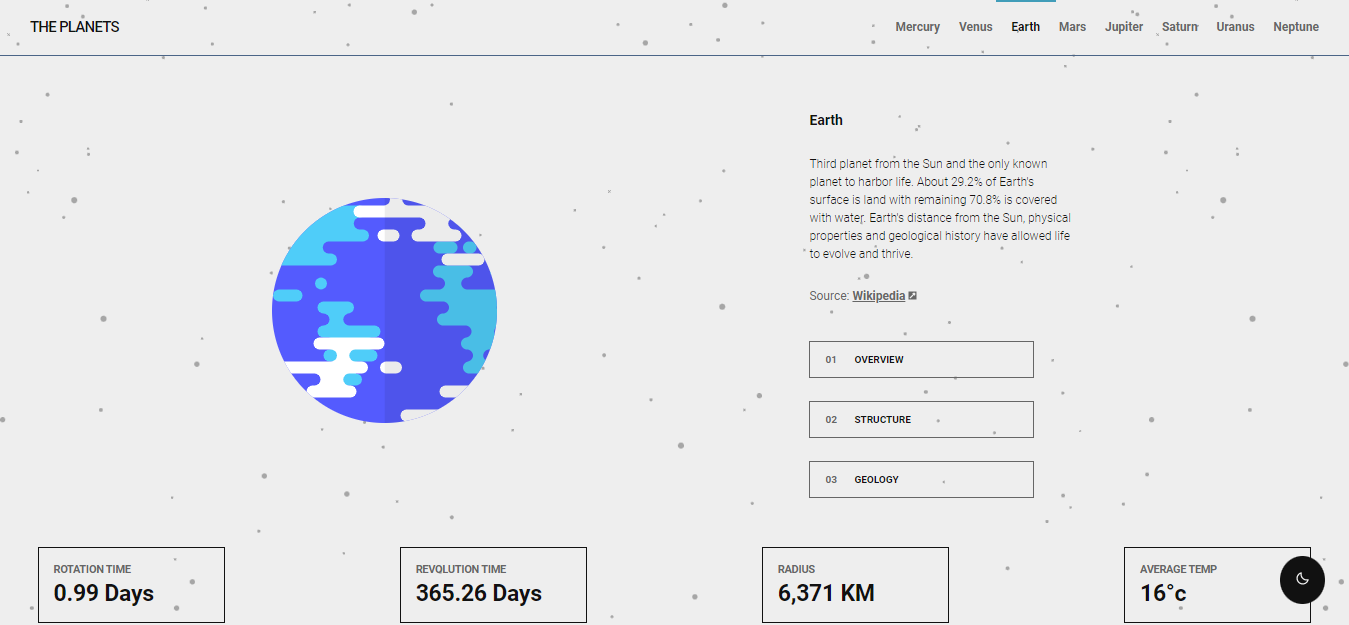 THE PLANETS
Mercury Venus Earth Mars Jupiter Saturn Uranus Neptune
Earth
Third planet from the Sun and the only known
planet to harbor life. About 29.2% of Earth's
surface is land with remaining 70.8% is covered
with water. Earth's distance from the Sun, physical
properties and geological history have allowed life
to evolve and thrive.
Source: Wikipedia
01 OVERVIEW
02 STRUCTURE
03 GEOLOGY
ROTATION TIME
0.99 Days
REVOLUTION TIME
365.26 Days
RADIUS
6,371 KM
AVERAGE TEMP
16°c